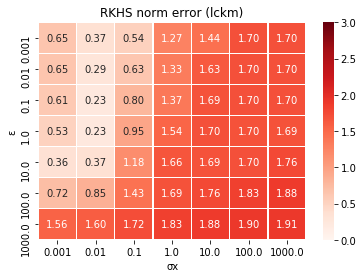 RKHS norm error (lckm)
0.001 0.65 0.37 0.54 1.27 1.44 1.70 1.70
0.01 0.65 0.29 0.63 1.33 1.63 1.70 1.70
0.1 0.61 0.23 0.80 1.37 1.69 1.70 1.70
1.0 0.53 0.23 0.95 1.54 1.70 1.70 1.69
10.0 0.36 0.37 1.18 1.66 1.69 1.70 1.76
100.0 0.72 0.85 1.43 1.69 1.76 1.83 1.88
1000.0 1.56 1.60 1.72 1.83 1.88 1.90 1.91
0.001 0.01 0.1 1.0 10.0 100.0 1000.0
σx
ε
3.0
2.5
2.0
1.5
1.0
0.5
0.0